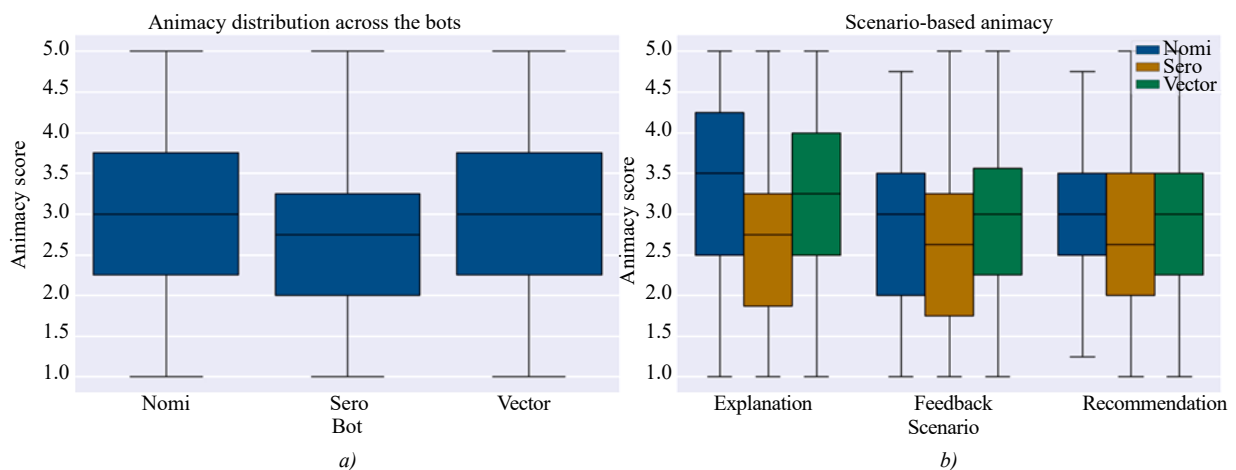 Animacy distribution across the bots
Animacy score
5.0
4.5
4.0
3.5
3.0
2.5
2.0
1.5
1.0
Nomi Sero Vector
Bot
a)
Scenario-based animacy
Animacy score
5.0
4.5
4.0
3.5
3.0
2.5
2.0
1.5
1.0
Nomi
Sero
Vector
Explanation Feedback Recommendation
Scenario
b)